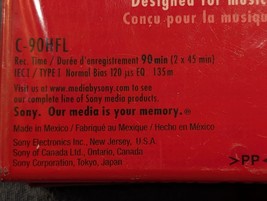 Designed for music
Conçu pour la musique
C-90HFL
Rec. Time / Durée d'enregistrement 90 min (2 x 45 min)
IEC I / TYPE I Normal Bias 120 µs EQ 135m
Visit us at www.mediabysony.com to see
our complete line of Sony media products.
Sony. Our media is your memory.
Made in Mexico / Fabriqué au Mexique / Hecho en México
Sony Electronics Inc., New Jersey, U.S.A.
Sony of Canada Ltd., Ontario, Canada
Sony Corporation, Tokyo, Japan
>PP